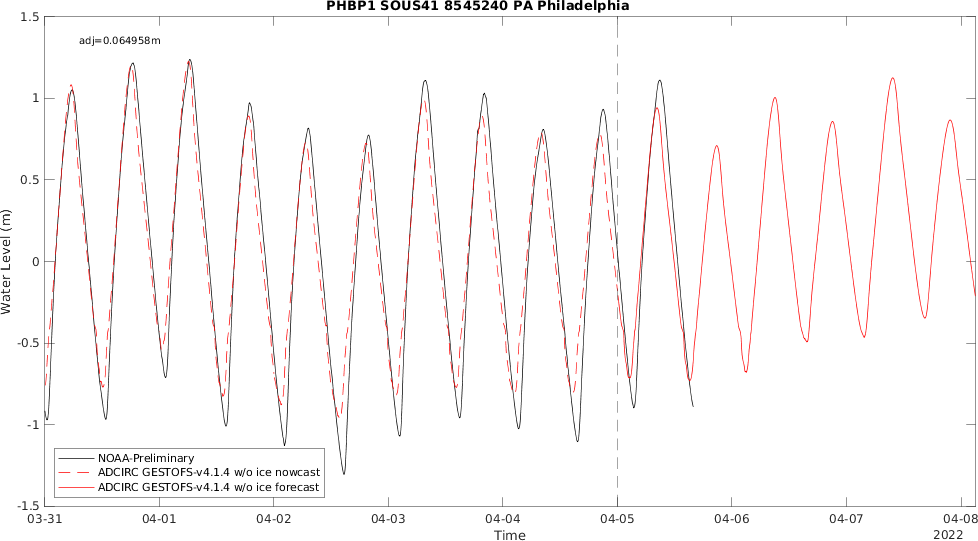 PHBP1 SOUS41 8545240 PA Philadelphia
adj=0.064958m
1.5
1
0.5
0
-0.5
-1
-1.5
Water Level (m)
NOAA-Preliminary
ADCIRC GESTOFS-v4.1.4 w/o ice nowcast
ADCIRC GESTOFS-v4.1.4 w/o ice forecast
03-31 04-01 04-02 04-03 04-04 04-05 04-06 04-07 04-08
Time
2022